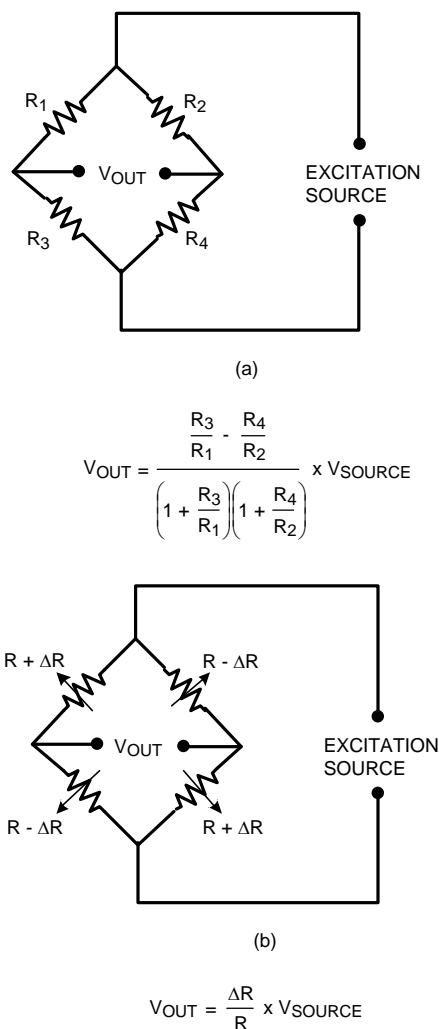 R1
R2
VOUT
EXCITATION
SOURCE
R3
R4
(a)
VOUT = (R3/R1 - R4/R2) / ((1 + R3/R1)(1 + R4/R2)) x VSOURCE
R + ΔR
R - ΔR
VOUT
EXCITATION
SOURCE
R - ΔR
R + ΔR
(b)
VOUT = ΔR/R x VSOURCE